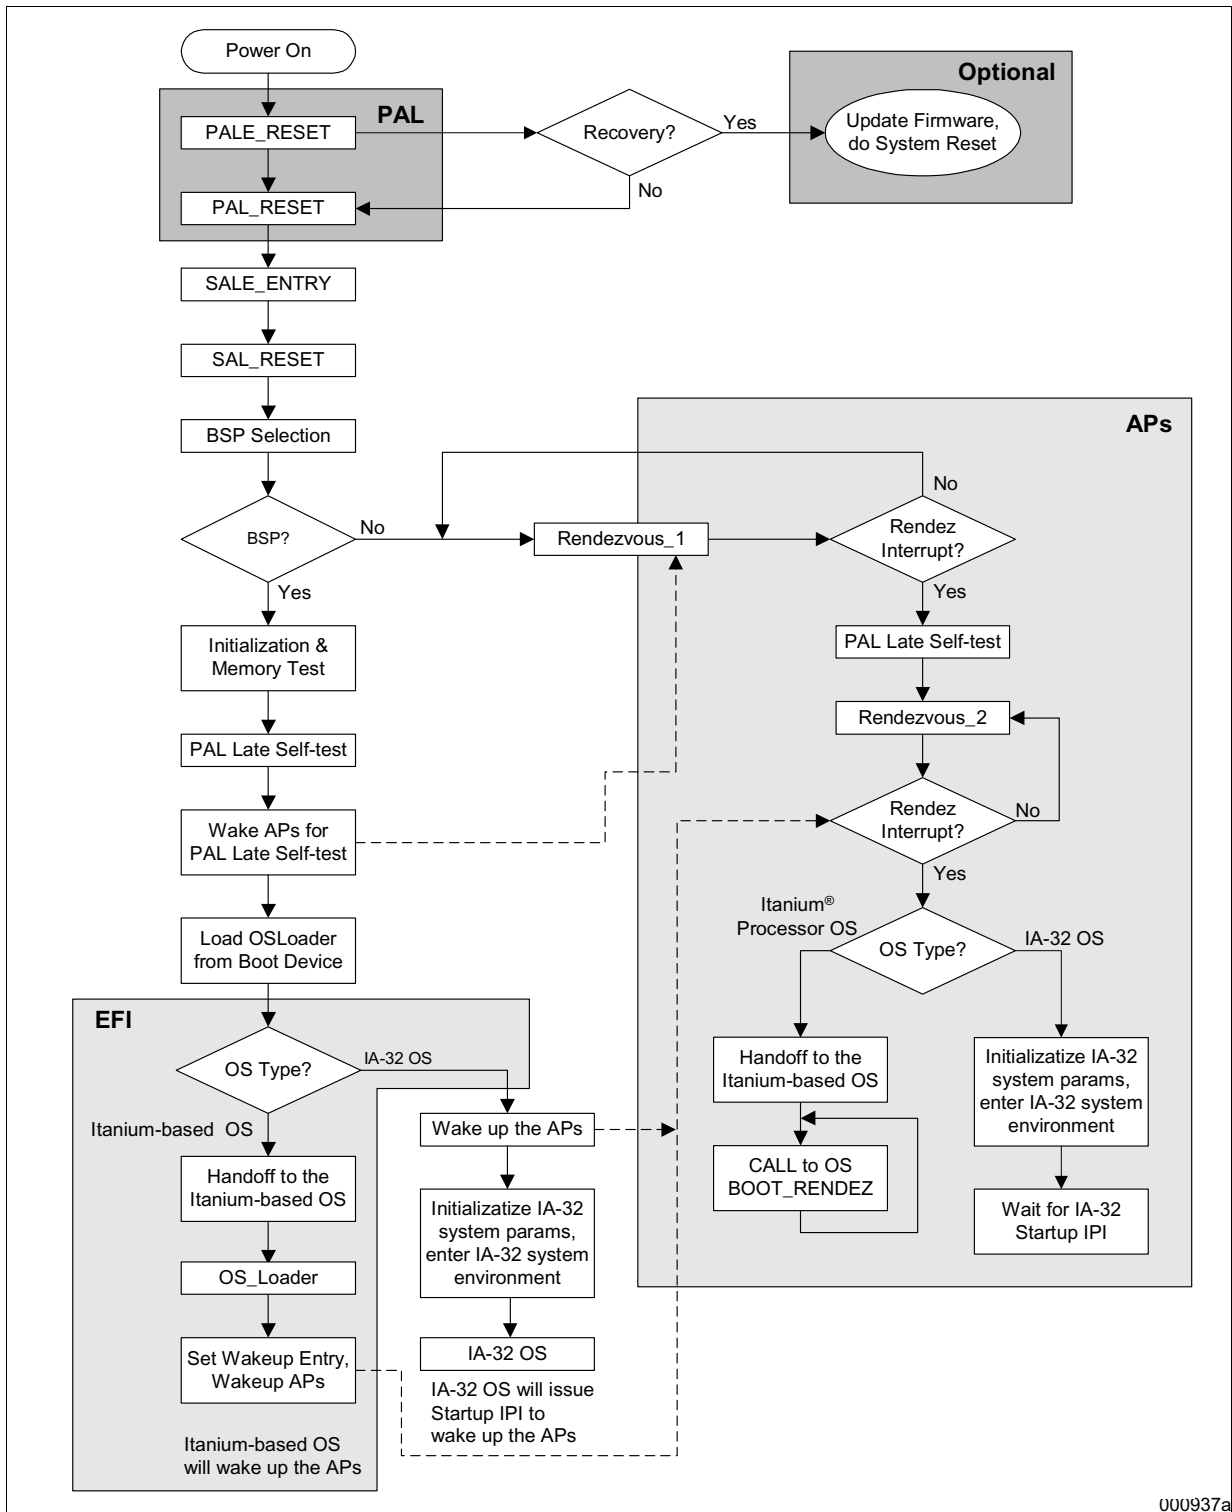 Power On
PAL
PALE_RESET
PAL_RESET
Recovery?
Yes
No
Optional
Update Firmware,
do System Reset
SALE_ENTRY
SAL_RESET
BSP Selection
BSP?
No
Yes
Initialization &
Memory Test
PAL Late Self-test
Wake APs for
PAL Late Self-test
Load OSLoader
from Boot Device
EFI
OS Type?
IA-32 OS
Itanium-based OS
Handoff to the
Itanium-based OS
OS_Loader
Set Wakeup Entry,
Wakeup APs
Itanium-based OS
will wake up the APs
Wake up the APs
Initializatize IA-32
system params,
enter IA-32 system
environment
IA-32 OS
IA-32 OS will issue
Startup IPI to
wake up the APs
APs
Rendezvous_1
No
Rendez
Interrupt?
Yes
PAL Late Self-test
Rendezvous_2
Rendez
Interrupt?
No
Yes
Itanium®
Processor OS
OS Type?
IA-32 OS
Handoff to the
Itanium-based OS
CALL to OS
BOOT_RENDEZ
Initializatize IA-32
system params,
enter IA-32 system
environment
Wait for IA-32
Startup IPI
000937a